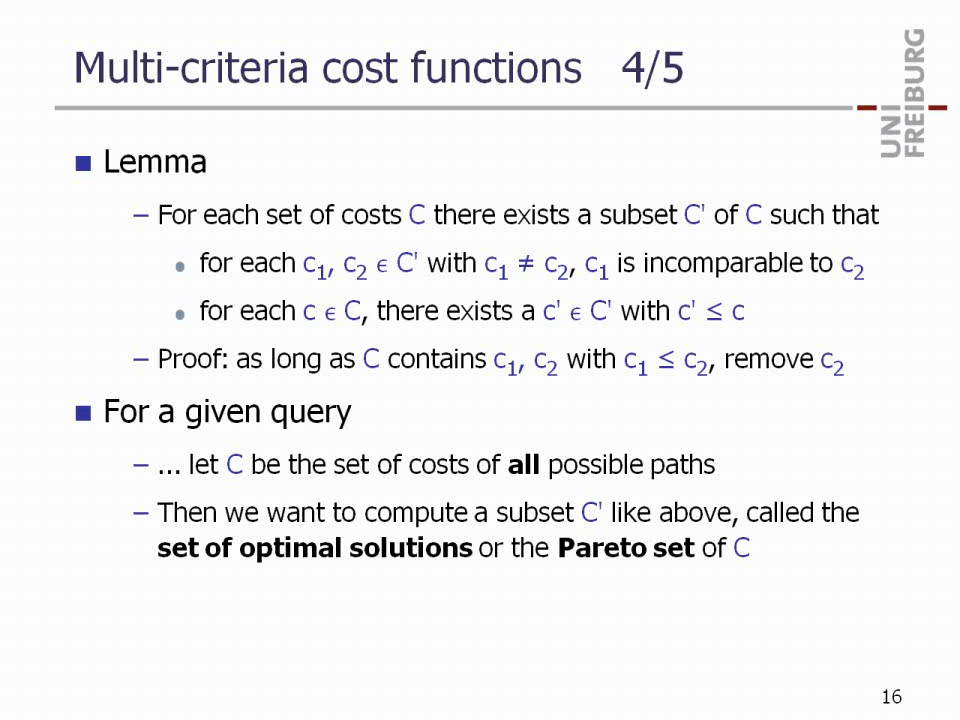 Multi-criteria cost functions 4/5
UNI
FREIBURG
Lemma
– For each set of costs C there exists a subset C' of C such that
for each c1, c2 ϵ C' with c1 ≠ c2, c1 is incomparable to c2
for each c ϵ C, there exists a c' ϵ C' with c' ≤ c
– Proof: as long as C contains c1, c2 with c1 ≤ c2, remove c2
For a given query
– ... let C be the set of costs of all possible paths
– Then we want to compute a subset C' like above, called the
set of optimal solutions or the Pareto set of C
16